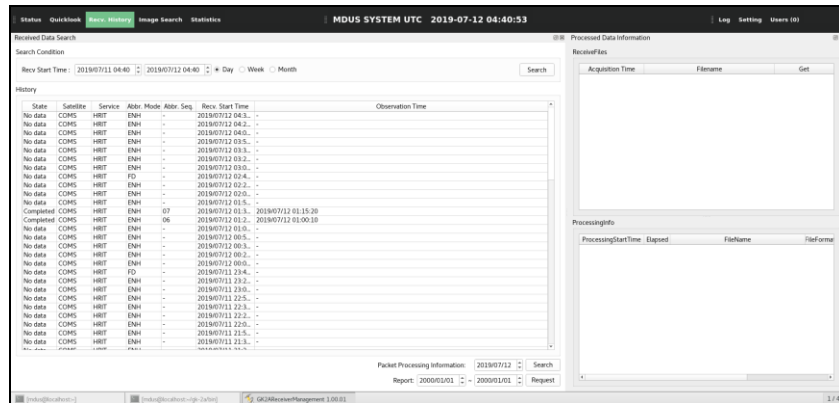 Status Quicklook Recv. History Image Search Statistics MDUS SYSTEM UTC 2019-07-12 04:40:53 Log Setting Users (0)
Received Data Search
Search Condition
Recv Start Time : 2019/07/11 04:40 2019/07/12 04:40 Day Week Month Search
History
State Satellite Service Abbr. Mode Abbr. Seq. Recv. Start Time Observation Time
No data COMS HRIT ENH - 2019/07/12 04:3... -
No data COMS HRIT ENH - 2019/07/12 04:2... -
No data COMS HRIT ENH - 2019/07/12 04:0... -
No data COMS HRIT ENH - 2019/07/12 03:5... -
No data COMS HRIT ENH - 2019/07/12 03:3... -
No data COMS HRIT ENH - 2019/07/12 03:2... -
No data COMS HRIT ENH - 2019/07/12 03:0... -
No data COMS HRIT FD - 2019/07/12 02:4... -
No data COMS HRIT ENH - 2019/07/12 02:2... -
No data COMS HRIT ENH - 2019/07/12 02:0... -
No data COMS HRIT ENH - 2019/07/12 01:5... -
Completed COMS HRIT ENH 07 2019/07/12 01:3... 2019/07/12 01:15:20
Completed COMS HRIT ENH 06 2019/07/12 01:2... 2019/07/12 01:00:10
No data COMS HRIT ENH - 2019/07/12 01:0... -
No data COMS HRIT ENH - 2019/07/12 00:5... -
No data COMS HRIT ENH - 2019/07/12 00:3... -
No data COMS HRIT ENH - 2019/07/12 00:2... -
No data COMS HRIT ENH - 2019/07/12 00:0... -
No data COMS HRIT FD - 2019/07/11 23:4... -
No data COMS HRIT ENH - 2019/07/11 23:2... -
No data COMS HRIT ENH - 2019/07/11 23:0... -
No data COMS HRIT ENH - 2019/07/11 22:5... -
No data COMS HRIT ENH - 2019/07/11 22:3... -
No data COMS HRIT ENH - 2019/07/11 22:2... -
No data COMS HRIT ENH - 2019/07/11 22:0... -
No data COMS HRIT ENH - 2019/07/11 21:5... -
No data COMS HRIT ENH - 2019/07/11 21:3... -
Packet Processing Information: 2019/07/12 Search
Report: 2000/01/01 ~ 2000/01/01 Request
Processed Data Information
ReceiveFiles
Acquisition Time Filename Get
ProcessingInfo
ProcessingStartTime Elapsed FileName FileForma
[mdus@localhost:~] [mdus@localhost:~/gk-2a/bin] GK2AReceiverManagement 1.00.01